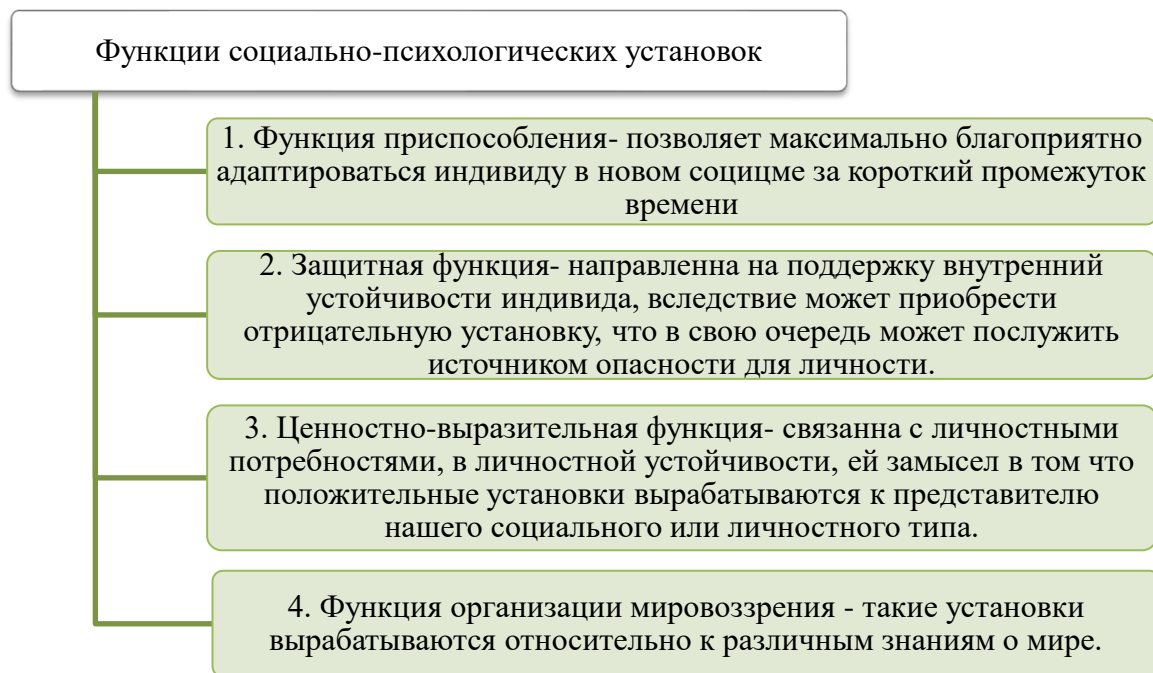 Функции социально-психологических установок
1. Функция приспособления- позволяет максимально благоприятно
адаптироваться индивиду в новом социцме за короткий промежуток
времени
2. Защитная функция- направленна на поддержку внутренний
устойчивости индивида, вследствие может приобрести
отрицательную установку, что в свою очередь может послужить
источником опасности для личности.
3. Ценностно-выразительная функция- связанна с личностными
потребностями, в личностной устойчивости, ей замысел в том что
положительные установки вырабатываются к представителю
нашего социального или личностного типа.
4. Функция организации мировоззрения - такие установки
вырабатываются относительно к различным знаниям о мире.